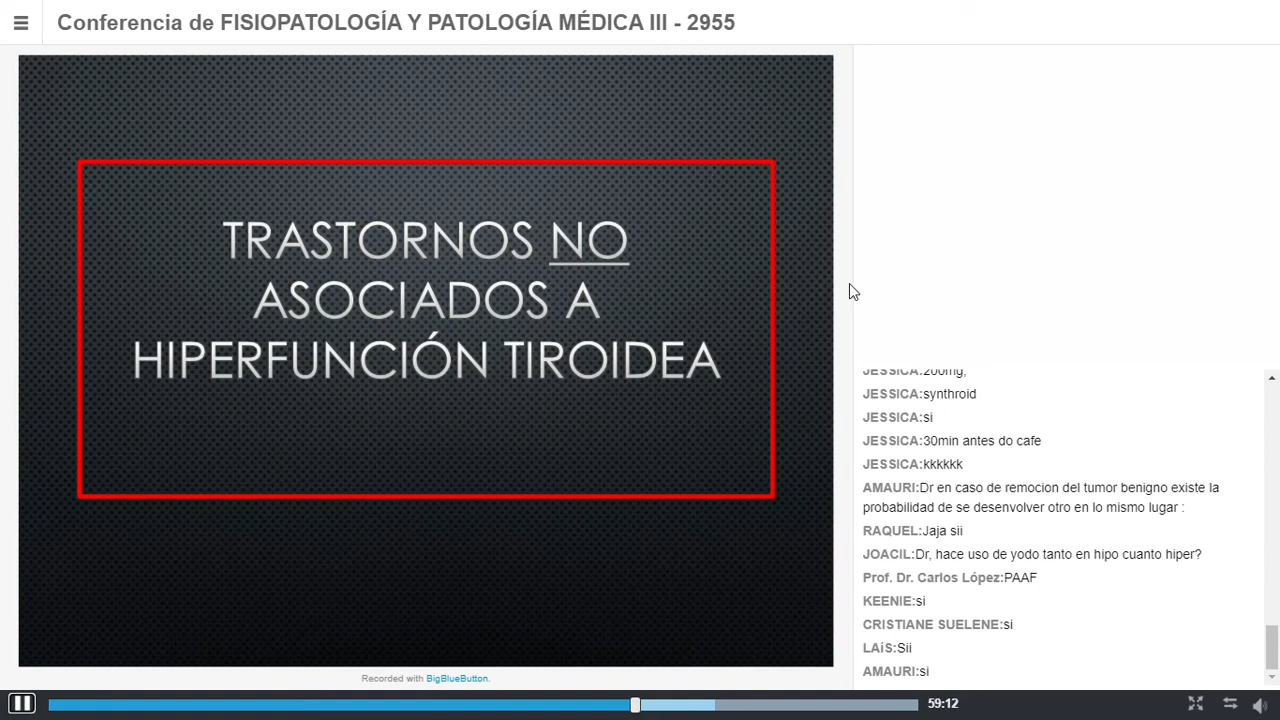 Conferencia de FISIOPATOLOGÍA Y PATOLOGÍA MÉDICA III - 2955
TRASTORNOS NO
ASOCIADOS A
HIPERFUNCIÓN TIROIDEA
JESSICA:200mg,
JESSICA:synthroid
JESSICA:si
JESSICA:30min antes do cafe
JESSICA:kkkkkk
AMAURI:Dr en caso de remocion del tumor benigno existe la
probabilidad de se desenvolver otro en lo mismo lugar :
RAQUEL:Jaja sii
JOACIL:Dr, hace uso de yodo tanto en hipo cuanto hiper?
Prof. Dr. Carlos López:PAAF
KEENIE:si
CRISTIANE SUELENE:si
LAíS:Sii
AMAURI:si
Recorded with BigBlueButton.
59:12